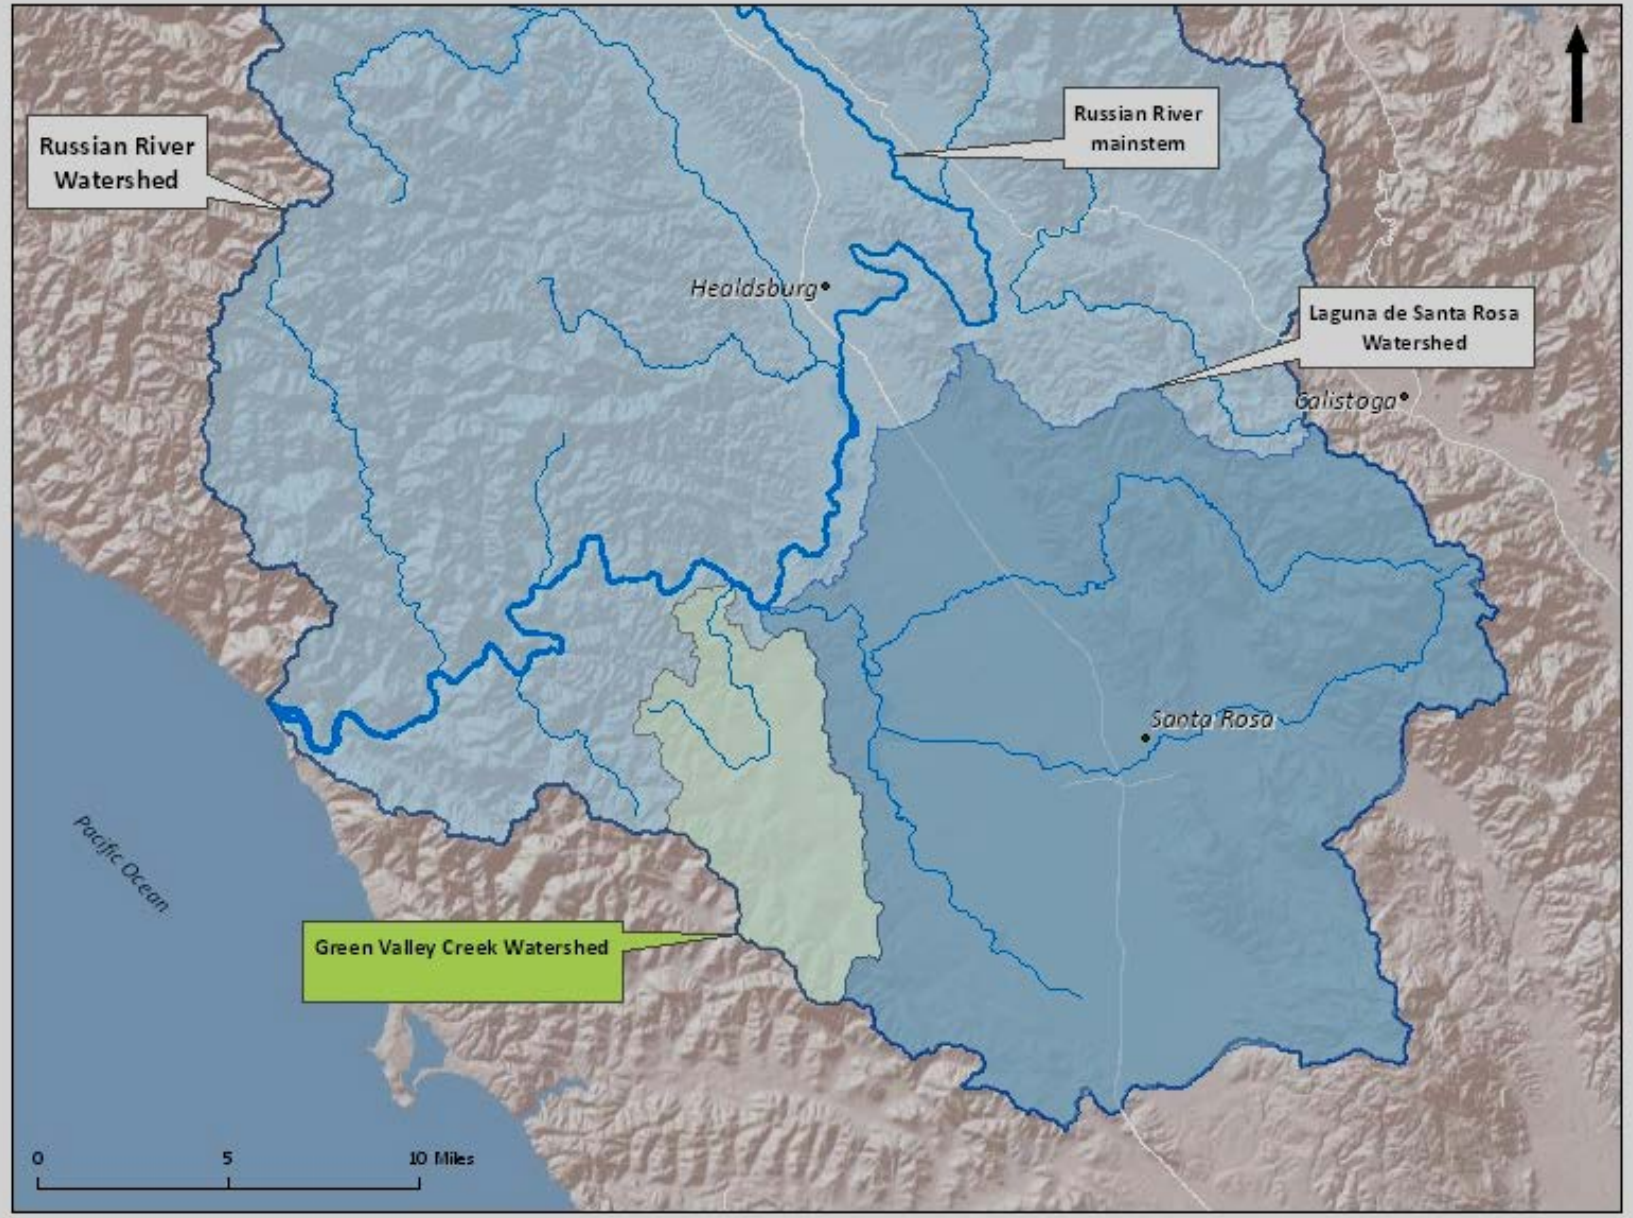 Russian River
mainstem
Russian River
Watershed
Healdsburg
Laguna de Santa Rosa
Watershed
Calistoga
Santa Rosa
Pacific Ocean
Green Valley Creek Watershed
0 5 10 Miles